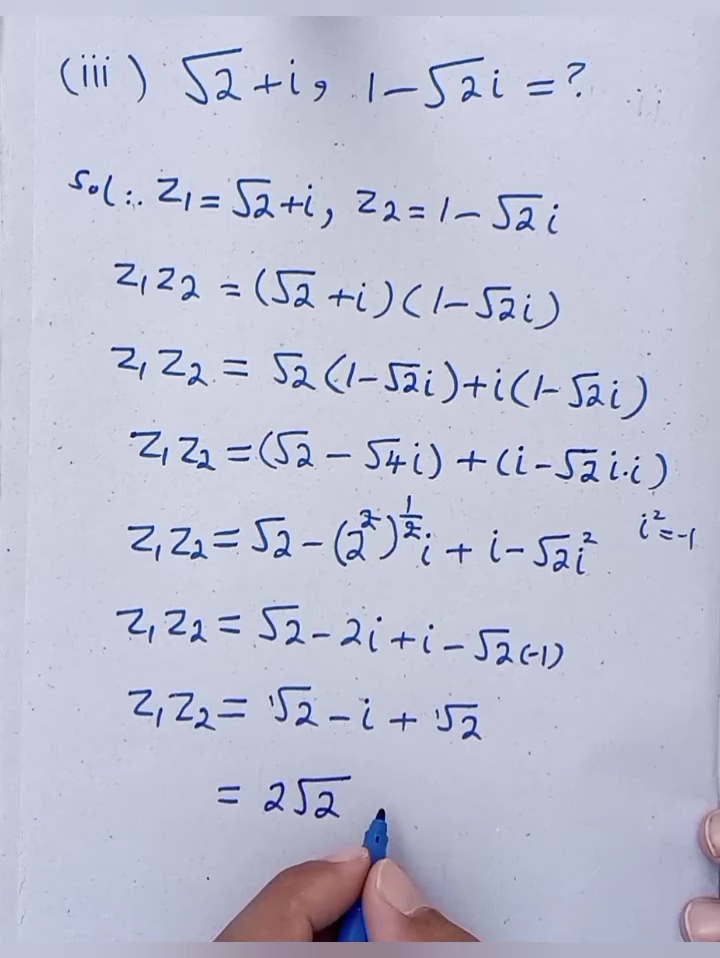 (iii) √2+i, 1-√2i =?
Sol:. Z₁=√2+i, Z₂=1-√2i
Z₁Z₂ =(√2+i)(1-√2i)
Z₁Z₂ = √2(1-√2i)+i(1-√2i)
Z₁Z₂=(√2-√4i)+(i-√2i·i)
Z₁Z₂=√2-(2²)^(1/2)i+i-√2i² i²=-1
Z₁Z₂=√2-2i+i-√2(-1)
Z₁Z₂=√2-i+√2
= 2√2